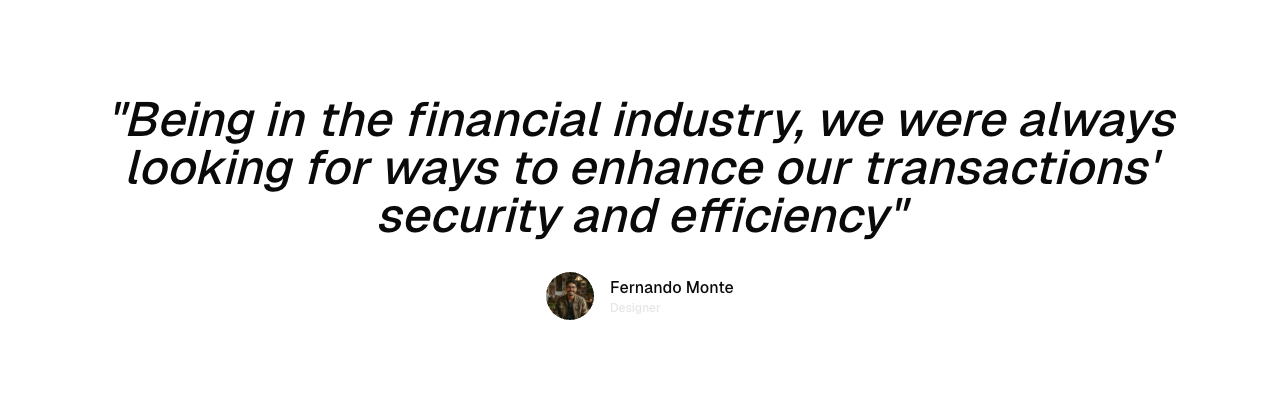 "Being in the financial industry, we were always
looking for ways to enhance our transactions'
security and efficiency"
Fernando Monte
Designer